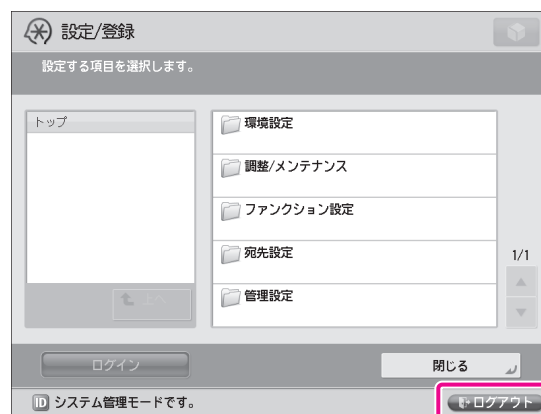 設定/登録
設定する項目を選択します。
トップ
環境設定
調整/メンテナンス
ファンクション設定
宛先設定
管理設定
1/1
上へ
ログイン
閉じる
ID システム管理モードです。
ログアウト